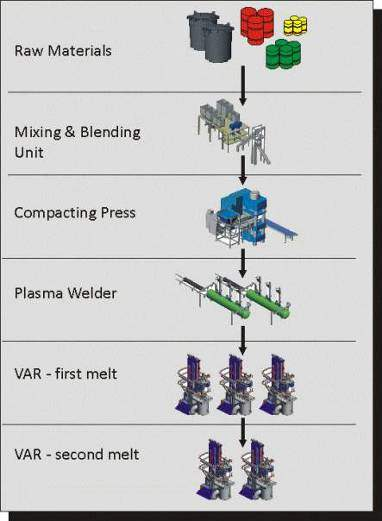 Raw Materials
Mixing & Blending
Unit
Compacting Press
Plasma Welder
VAR - first melt
VAR - second melt